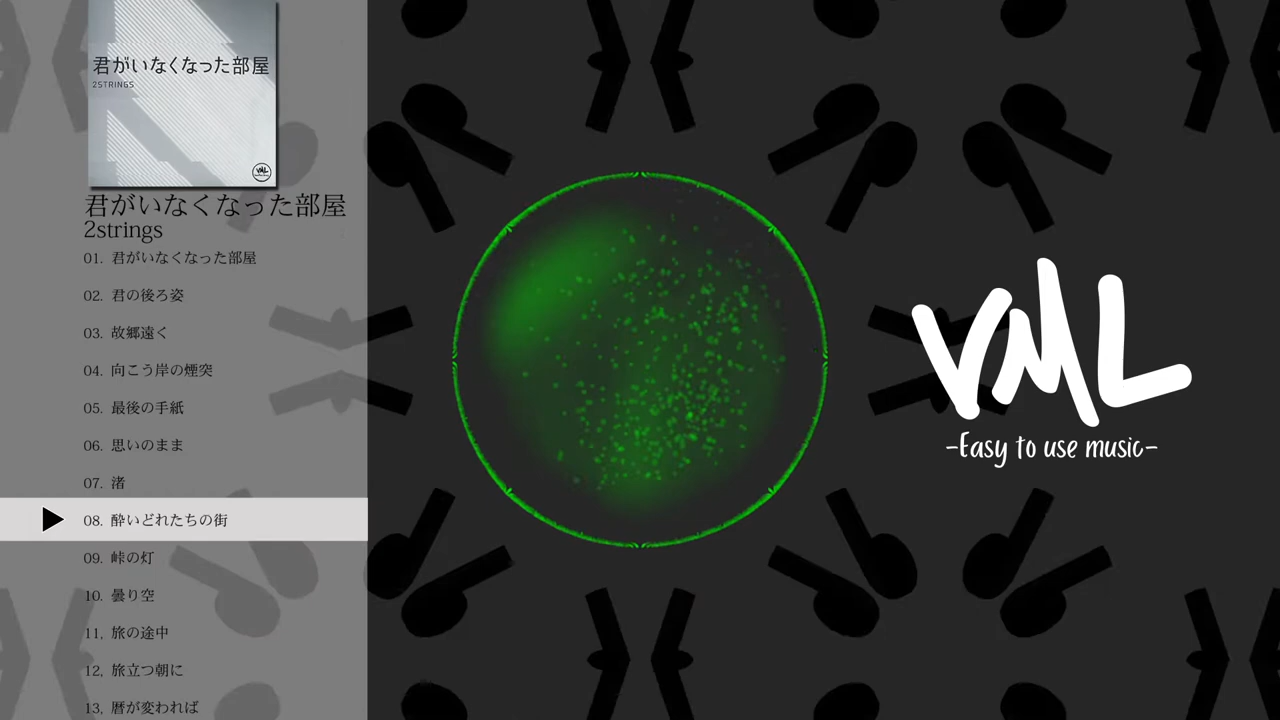 君がいなくなった部屋
2STRINGS
VML
君がいなくなった部屋
2strings
01. 君がいなくなった部屋
02. 君の後ろ姿
03. 故郷遠く
04. 向こう岸の煙突
05. 最後の手紙
06. 思いのまま
07. 渚
08. 酔いどれたちの街
09. 峠の灯
10. 曇り空
11, 旅の途中
12, 旅立つ朝に
13, 暦が変われば
VML
-Easy to use music-